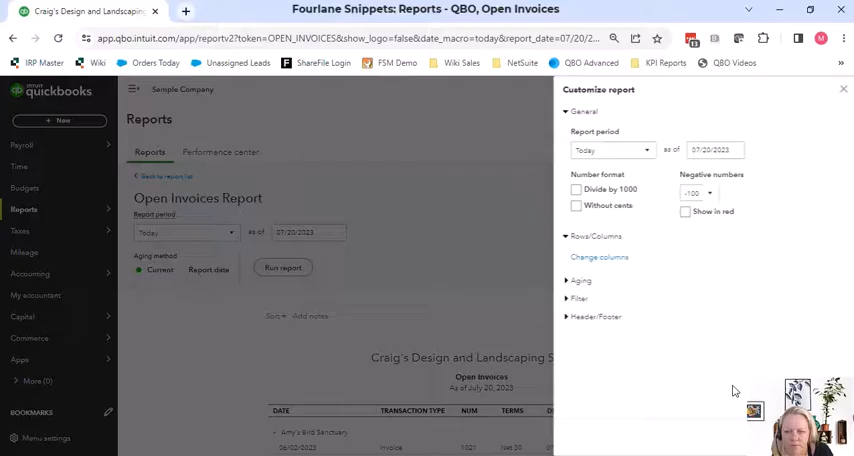 Craig's Design and Landscaping
Fourlane Snippets: Reports - QBO, Open Invoices
app.qbo.intuit.com/app/reportv2?token=OPEN_INVOICES&show_logo=false&date_macro=today&report_date=07/20/2...
13
M
IRP Master
Wiki
Orders Today
Unassigned Leads
ShareFile Login
FSM Demo
Wiki Sales
NetSuite
QBO Advanced
KPI Reports
QBO Videos
»
intuit
quickbooks
Sample Company
+ New
Reports
Payroll
Time
Budgets
Reports
Taxes
Mileage
Accounting
My accountant
Capital
Commerce
Apps
+ More (0)
BOOKMARKS
Menu settings
Reports
Performance center
Back to report list
Open Invoices Report
Report period
Today
as of
07/20/2023
Aging method
Current
Report date
Run report
Sort
Add notes
Craig's Design and Landscaping S
Open Invoices
As of July 20, 2023
DATE
TRANSACTION TYPE
NUM
TERMS
Amy's Bird Sanctuary
06/02/2023
Invoice
1021
Net 30
Customize report
General
Report period
Today
as of
07/20/2023
Number format
Negative numbers
Divide by 1000
-100
Without cents
Show in red
Rows/Columns
Change columns
Aging
Filter
Header/Footer